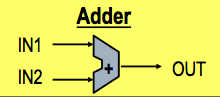 Adder
IN1
+
OUT
IN2